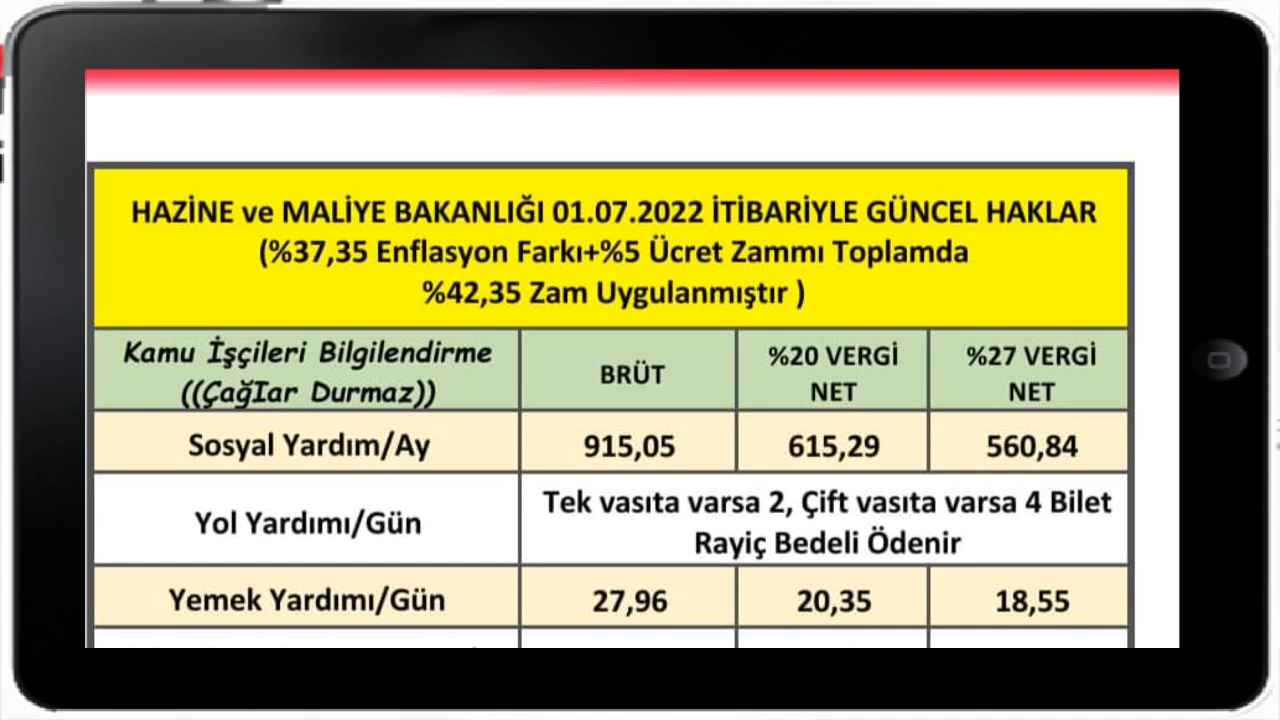 HAZİNE ve MALİYE BAKANLIĞI 01.07.2022 İTİBARİYLE GÜNCEL HAKLAR
(%37,35 Enflasyon Farkı+%5 Ücret Zammı Toplamda
%42,35 Zam Uygulanmıştır )
Kamu İşçileri Bilgilendirme
((ÇağIar Durmaz))
BRÜT
%20 VERGİ
NET
%27 VERGİ
NET
Sosyal Yardım/Ay 915,05 615,29 560,84
Yol Yardımı/Gün
Tek vasıta varsa 2, Çift vasıta varsa 4 Bilet
Rayiç Bedeli Ödenir
Yemek Yardımı/Gün 27,96 20,35 18,55